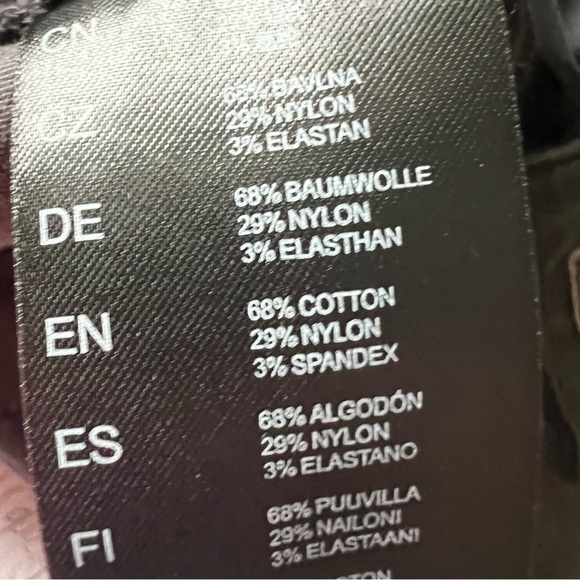 CN
CZ
68% BAVLNA
29% NYLON
3% ELASTAN
DE
68% BAUMWOLLE
29% NYLON
3% ELASTHAN
EN
68% COTTON
29% NYLON
3% SPANDEX
ES
68% ALGODÓN
29% NYLON
3% ELASTANO
FI
68% PUUVILLA
29% NAILONI
3% ELASTAANI